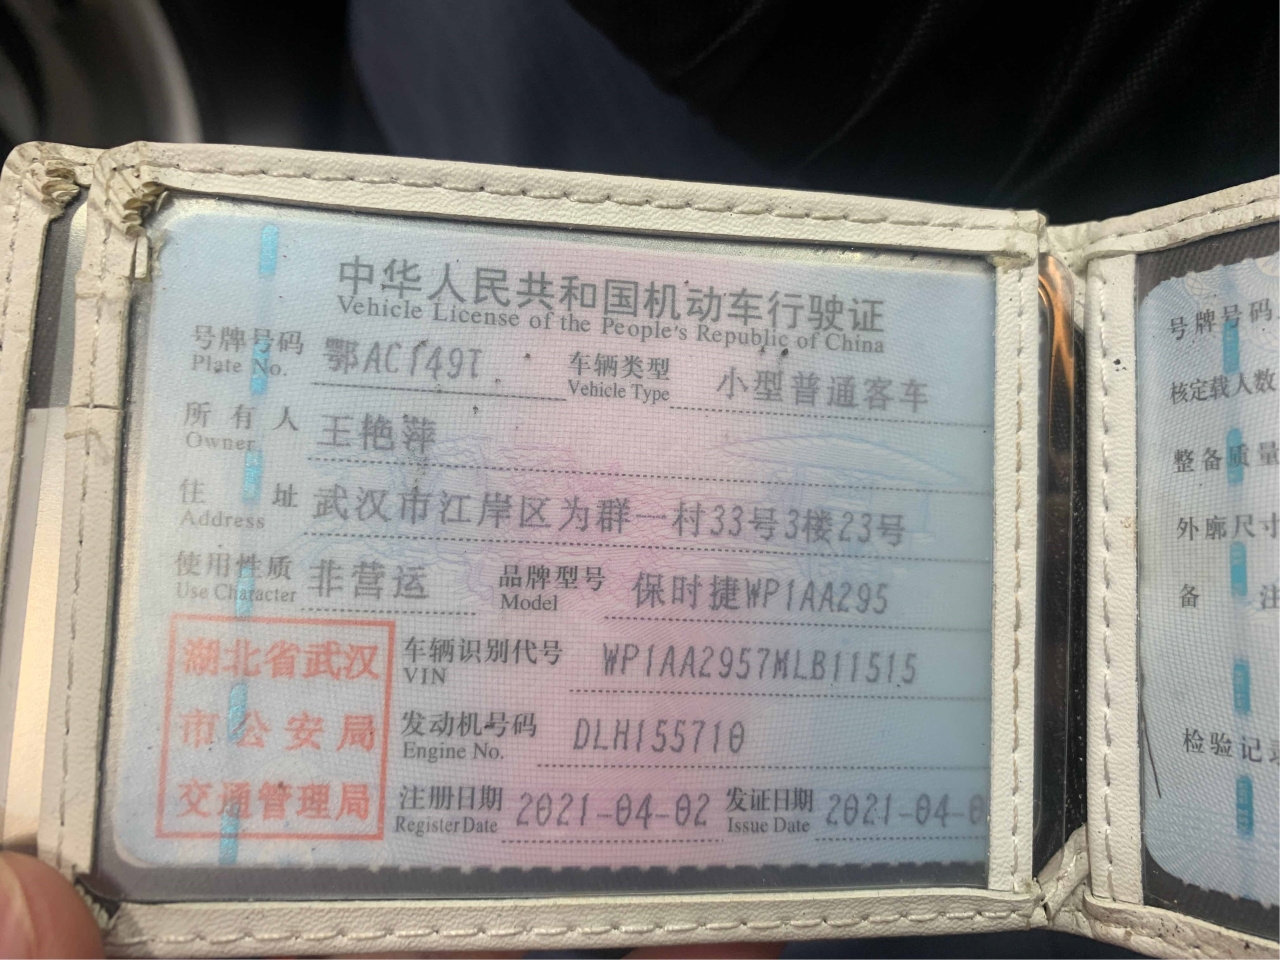 中华人民共和国机动车行驶证
Vehicle License of the People's Republic of China
号牌号码 鄂AC149T 车辆类型 小型普通客车
Plate No. Vehicle Type
所有人 王艳萍
Owner
住址 武汉市江岸区为群一村33号3楼23号
Address
使用性质 非营运 品牌型号 保时捷WP1AA295
Use Character Model
湖北省武汉
市公安局
交通管理局
车辆识别代号 WP1AA2957MLB11515
VIN
发动机号码 DLH155710
Engine No.
注册日期 2021-04-02 发证日期 2021-04-0
Register Date Issue Date
号牌号码
核定载人数
整备质量
外廓尺寸
备注
检验记